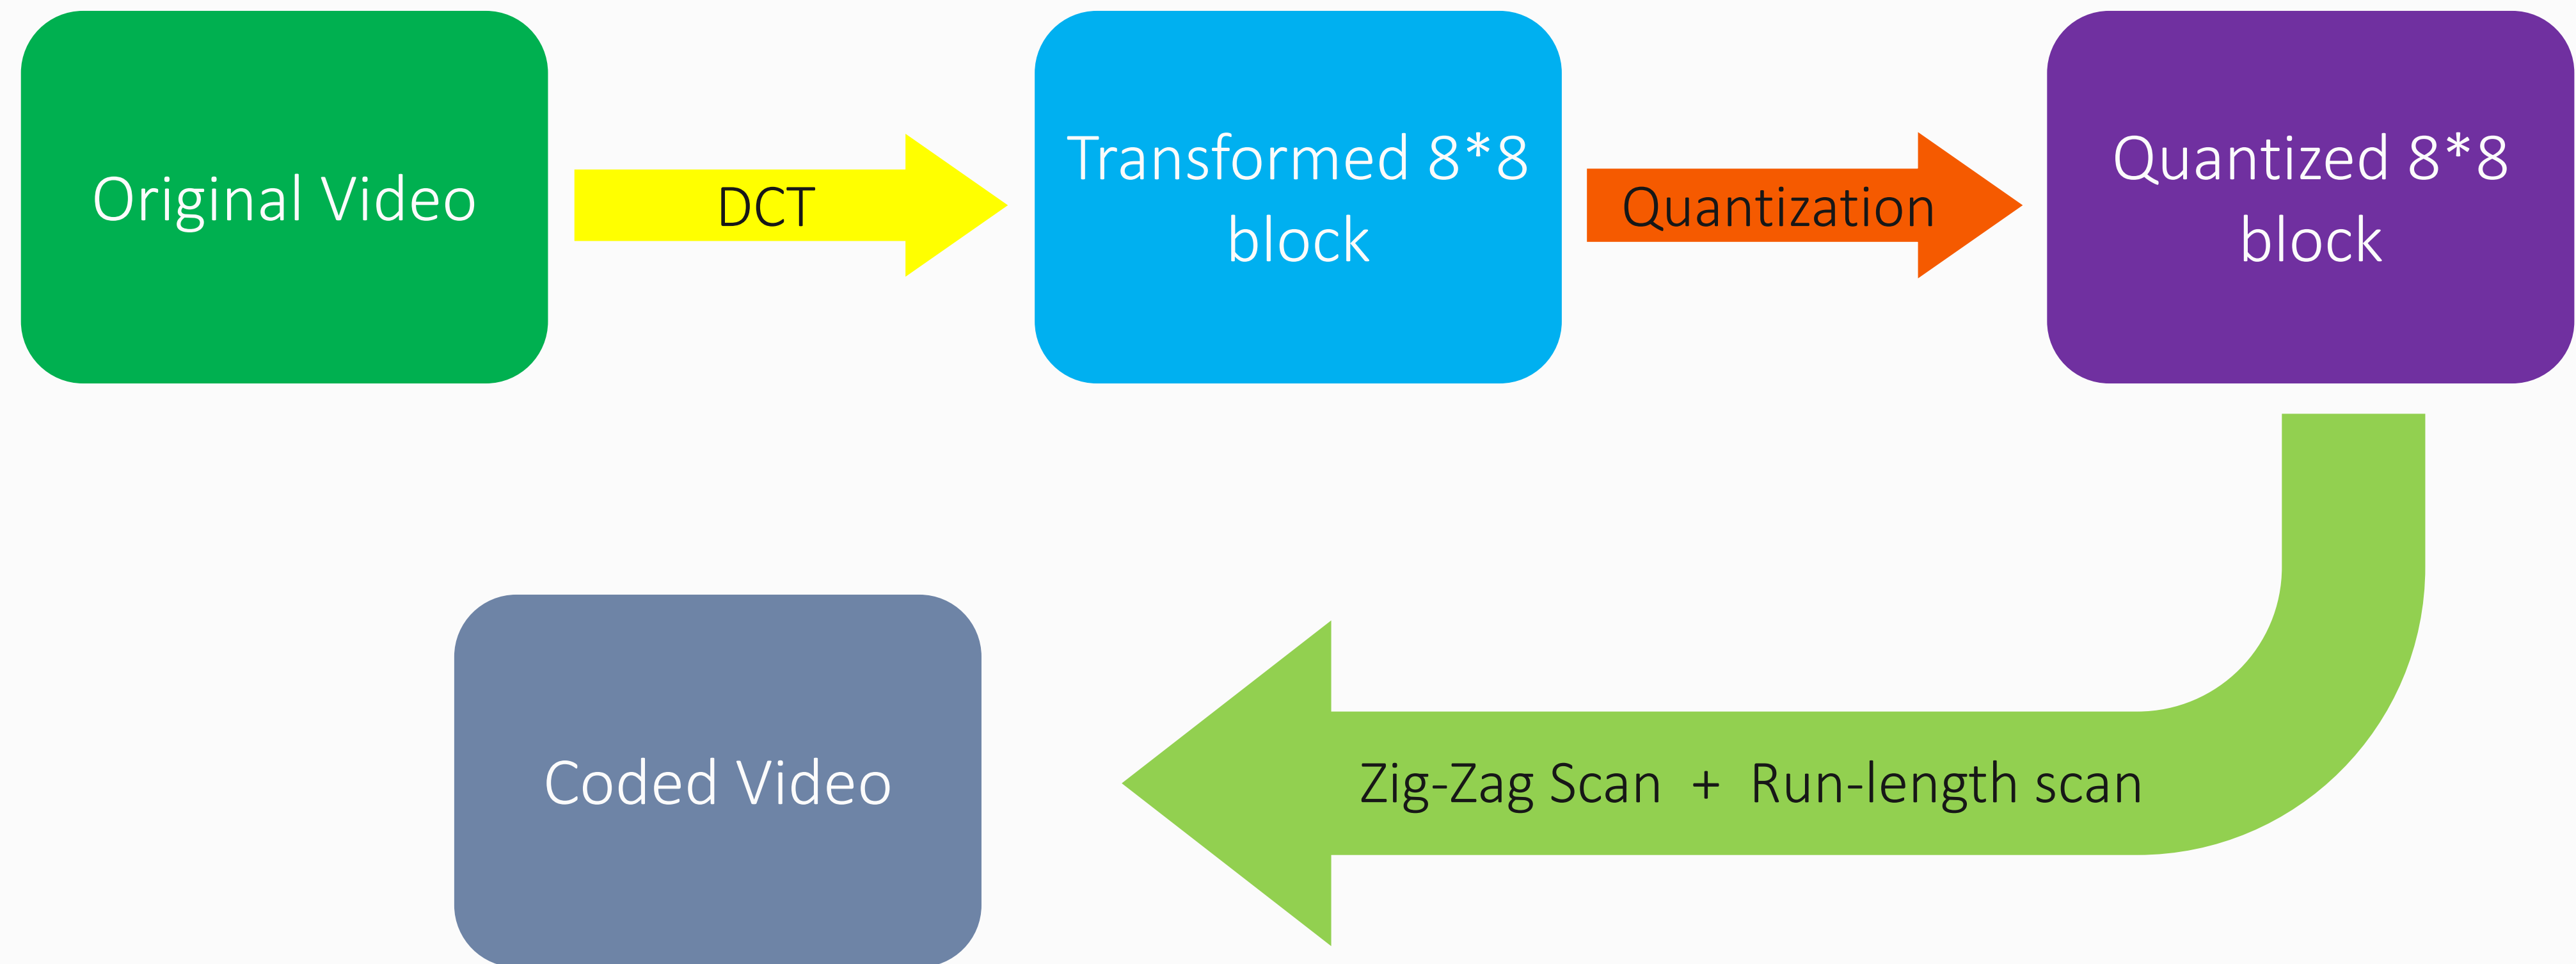 Original Video
DCT
Transformed 8*8
block
Quantization
Quantized 8*8
block
Coded Video
Zig-Zag Scan + Run-length scan